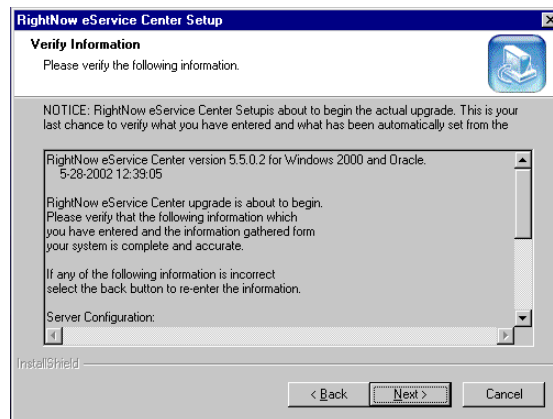 RightNow eService Center Setup
Verify Information
Please verify the following information.
NOTICE: RightNow eService Center Setupis about to begin the actual upgrade. This is your
last chance to verify what you have entered and what has been automatically set from the
RightNow eService Center version 5.5.0.2 for Windows 2000 and Oracle.
5-28-2002 12:39:05
RightNow eService Center upgrade is about to begin.
Please verify that the following information which
you have entered and the information gathered form
your system is complete and accurate.
If any of the following information is incorrect
select the back button to re-enter the information.
Server Configuration:
InstallShield
< Back
Next >
Cancel